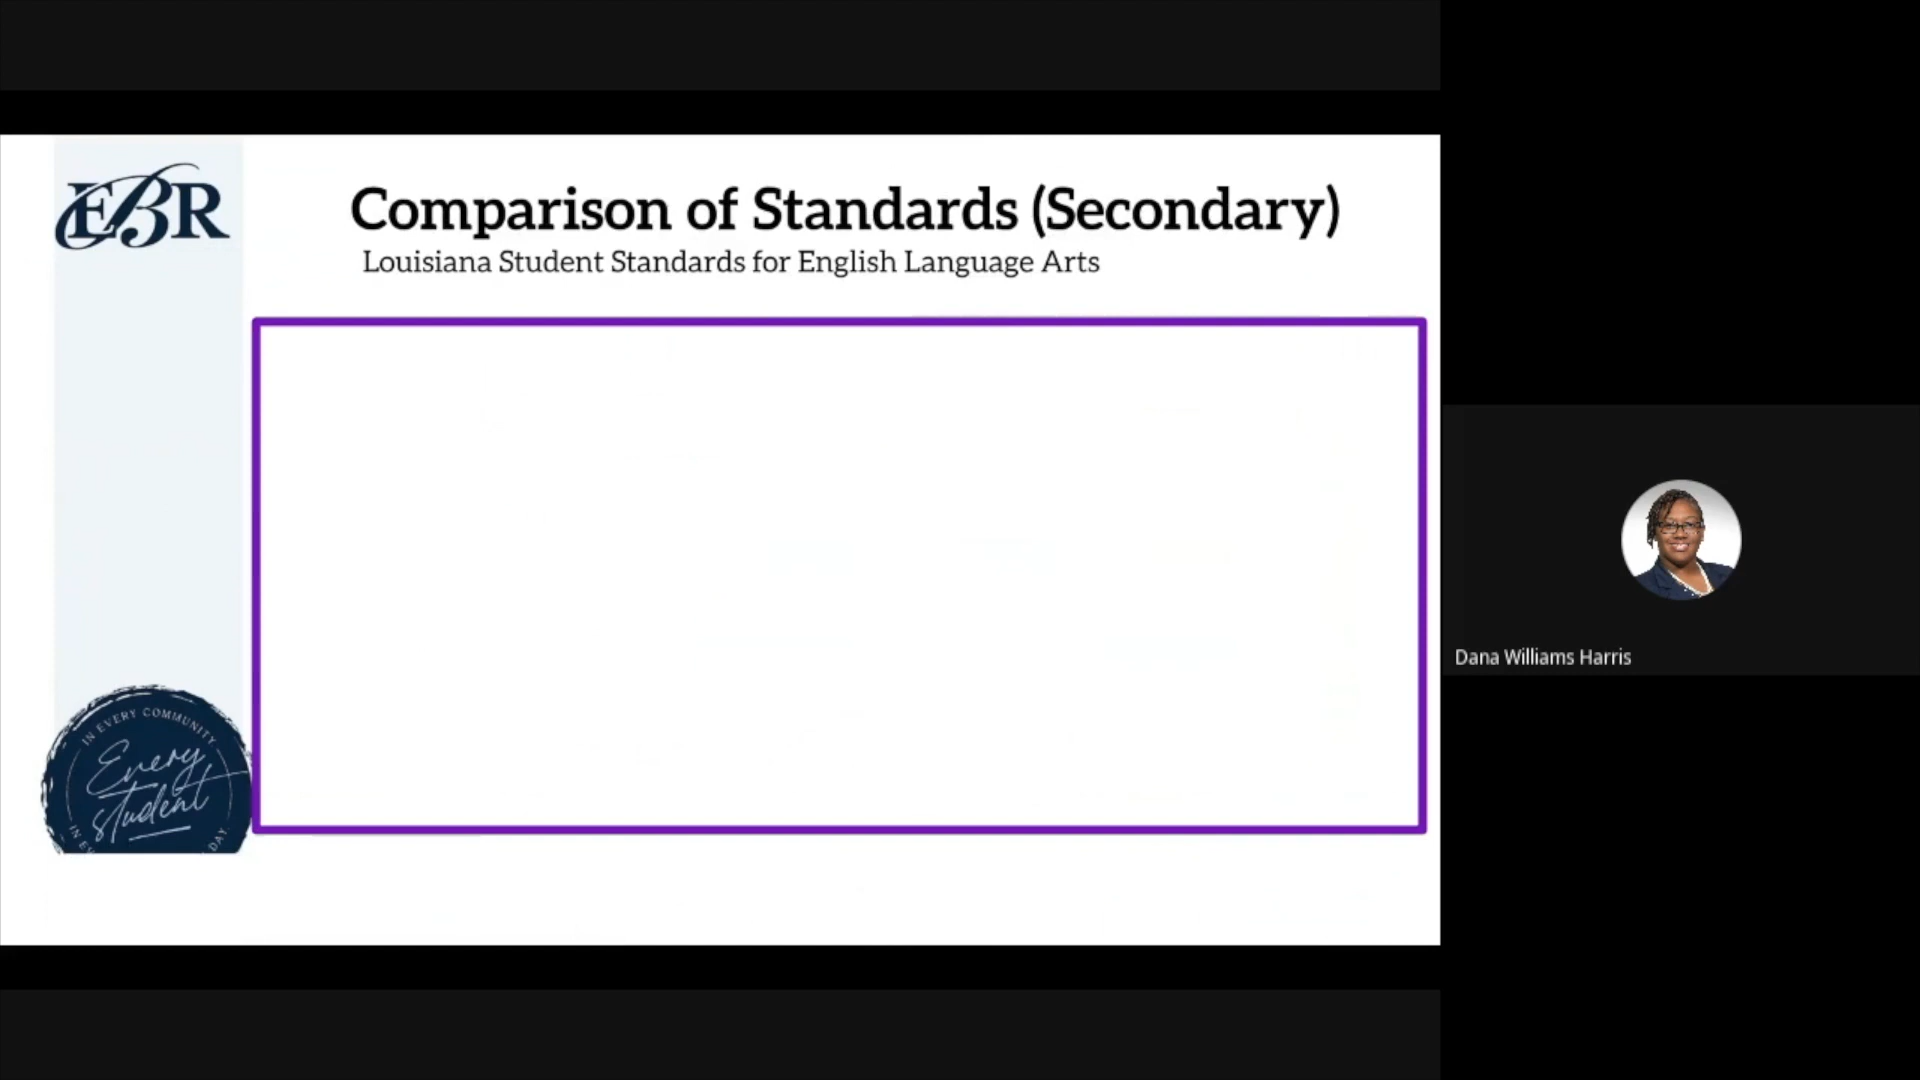 EBR
Comparison of Standards (Secondary)
Louisiana Student Standards for English Language Arts
IN EVERY COMMUNITY
Every
student
DAY
Dana Williams Harris